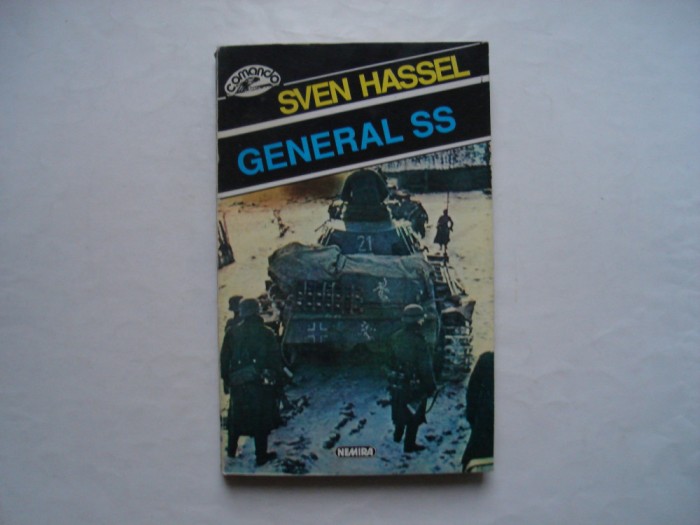 comando
SVEN HASSEL
GENERAL SS
21
NEMIRA